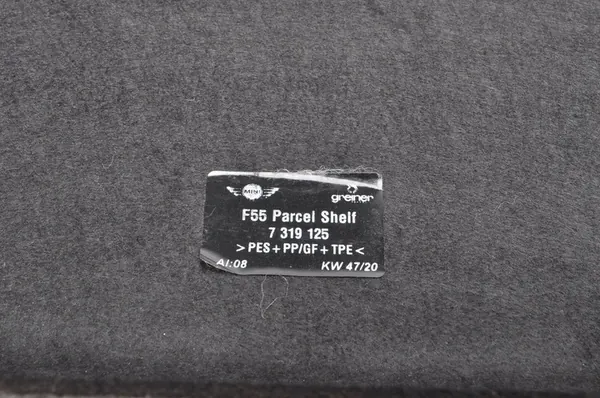 MINI greiner
F55 Parcel Shelf
7 319 125
>PES+PP/GF+TPE<
AI:08 KW 47/20